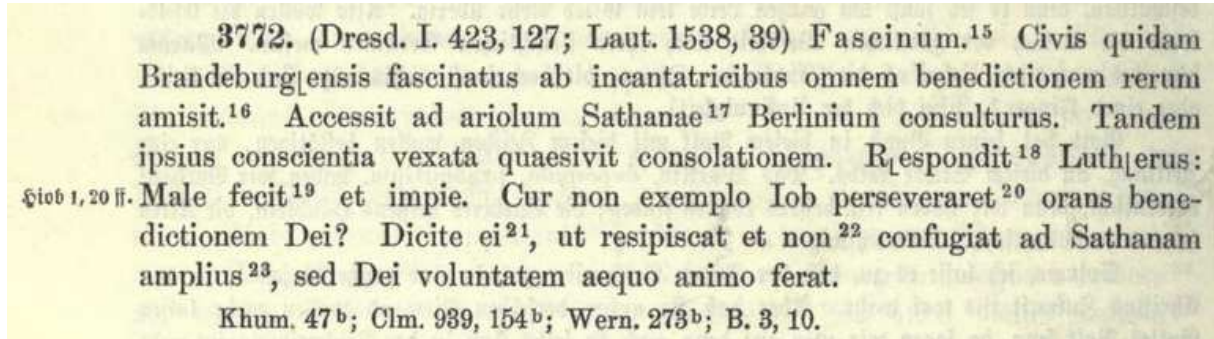 3772. (Dresd. I. 423, 127; Laut. 1538, 39) Fascinum.¹⁵ Civis quidam
Brandeburg⌊ensis fascinatus ab incantatricibus omnem benedictionem rerum
amisit.¹⁶ Accessit ad ariolum Sathanae¹⁷ Berlinium consulturus. Tandem
ipsius conscientia vexata quaesivit consolationem. R⌊espondit¹⁸ Luth⌊erus:
Hiob 1, 20 ff. Male fecit¹⁹ et impie. Cur non exemplo Iob perseveraret²⁰ orans bene-
dictionem Dei? Dicite ei²¹, ut resipiscat et non²² confugiat ad Sathanam
amplius²³, sed Dei voluntatem aequo animo ferat.
Khum. 47ᵇ; Clm. 939, 154ᵇ; Wern. 273ᵇ; B. 3, 10.